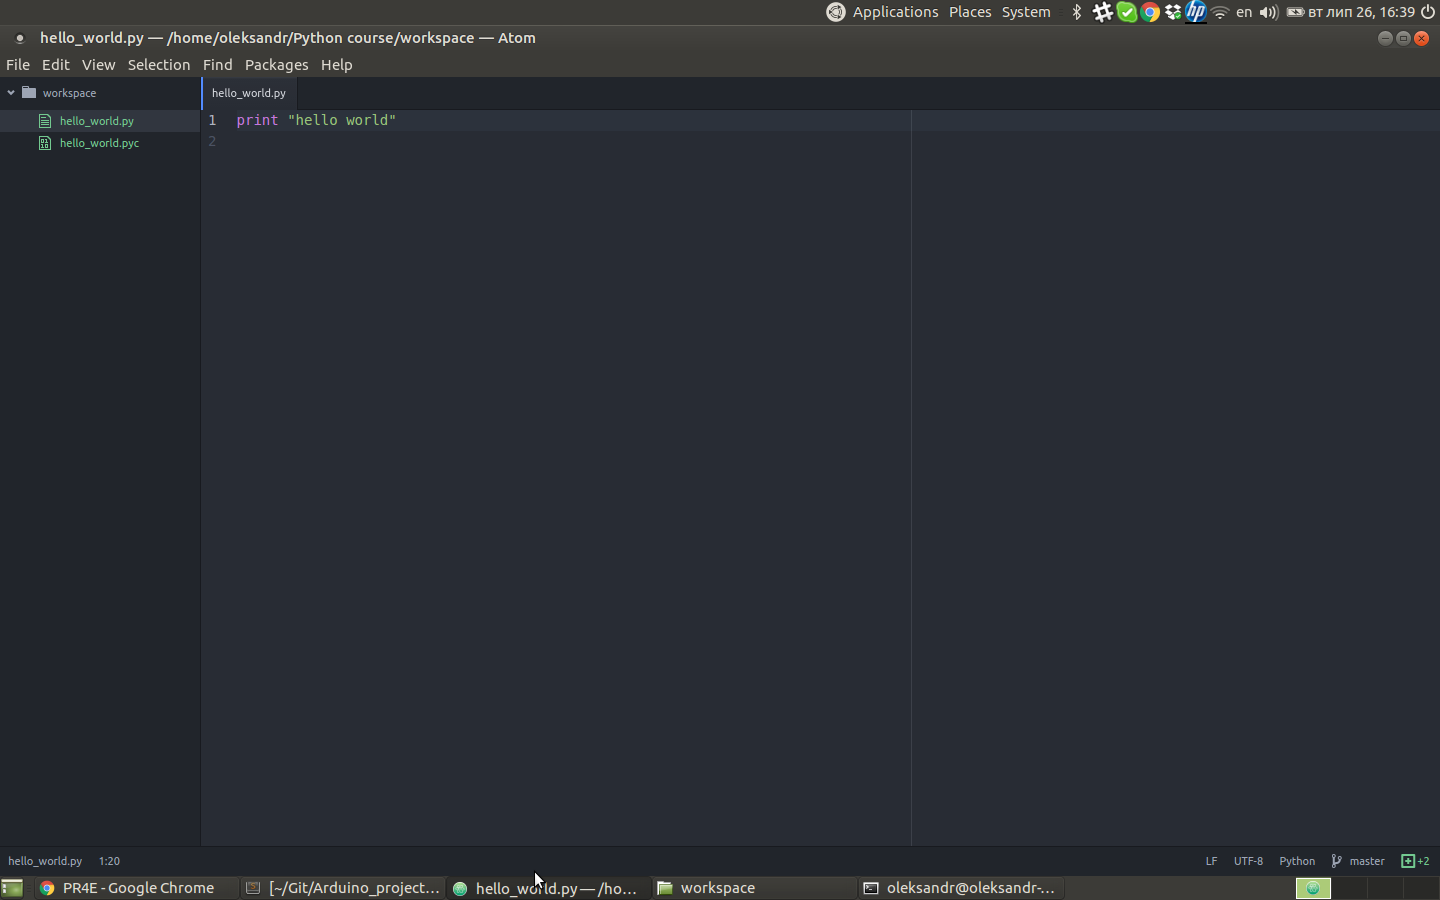 Applications Places System en вт лип 26, 16:39
hello_world.py — /home/oleksandr/Python course/workspace — Atom
File Edit View Selection Find Packages Help
workspace
hello_world.py
hello_world.pyc
hello_world.py
1 print "hello world"
2
hello_world.py 1:20 LF UTF-8 Python master +2
PR4E - Google Chrome [~/Git/Arduino_project... hello_world.py — /ho... workspace oleksandr@oleksandr-...